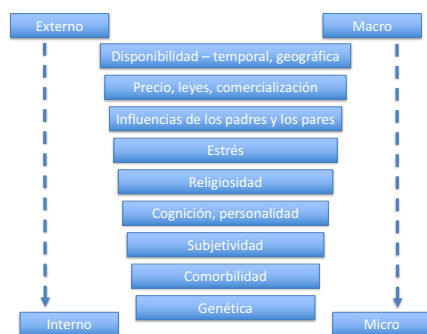 Externo
Macro
Disponibilidad – temporal, geográfica
Precio, leyes, comercialización
Influencias de los padres y los pares
Estrés
Religiosidad
Cognición, personalidad
Subjetividad
Comorbilidad
Genética
Interno
Micro